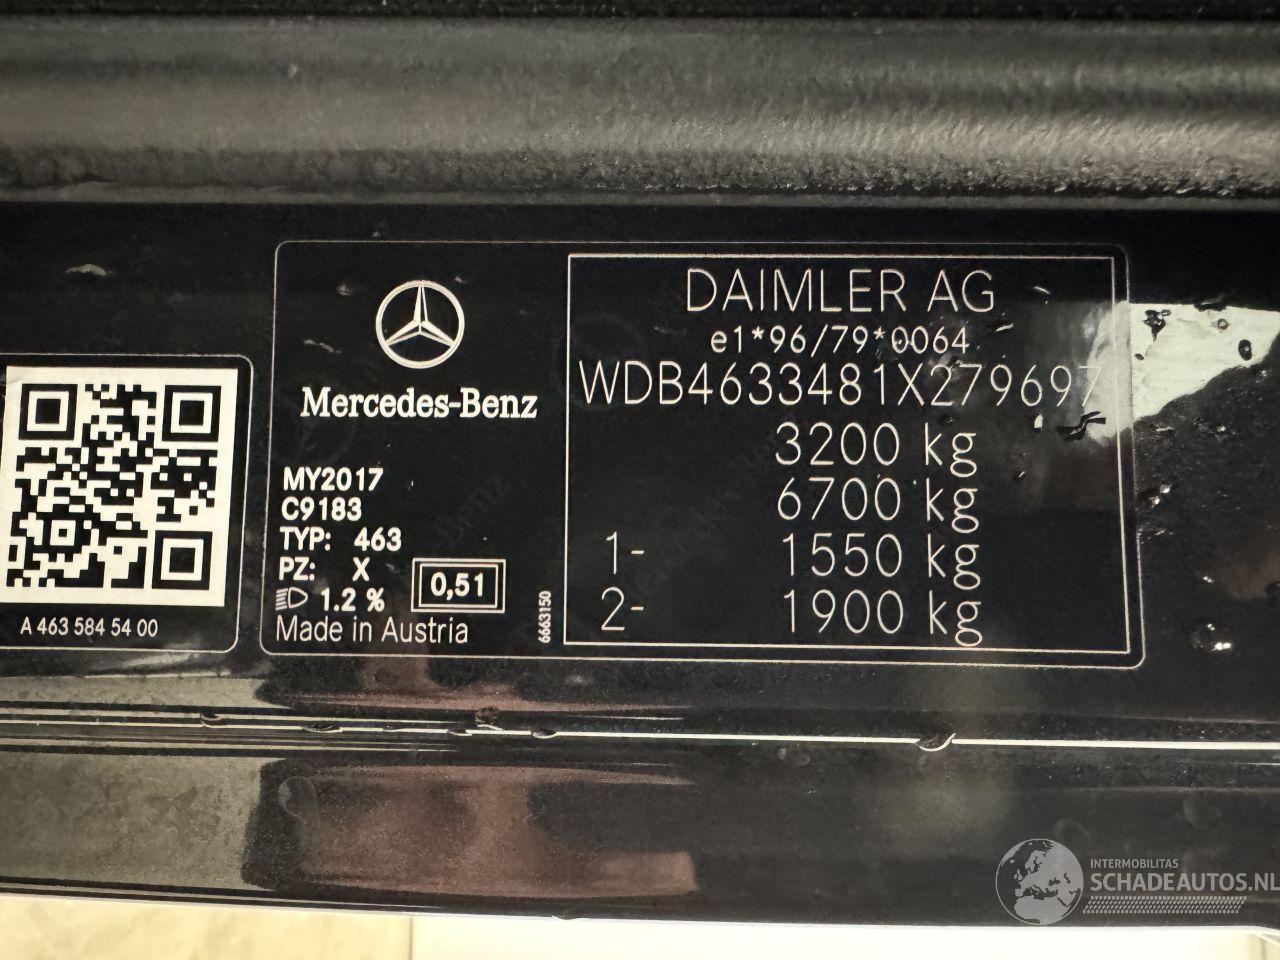 A 463 584 54 00
Mercedes-Benz
MY2017
C9183
TYP: 463
PZ: X
1.2 %
0,51
Made in Austria
6663150
DAIMLER AG
e1*96/79*0064
WDB4633481X279697
3200 kg
6700 kg
1- 1550 kg
2- 1900 kg
INTERMOBILITAS
SCHADEAUTOS.NL